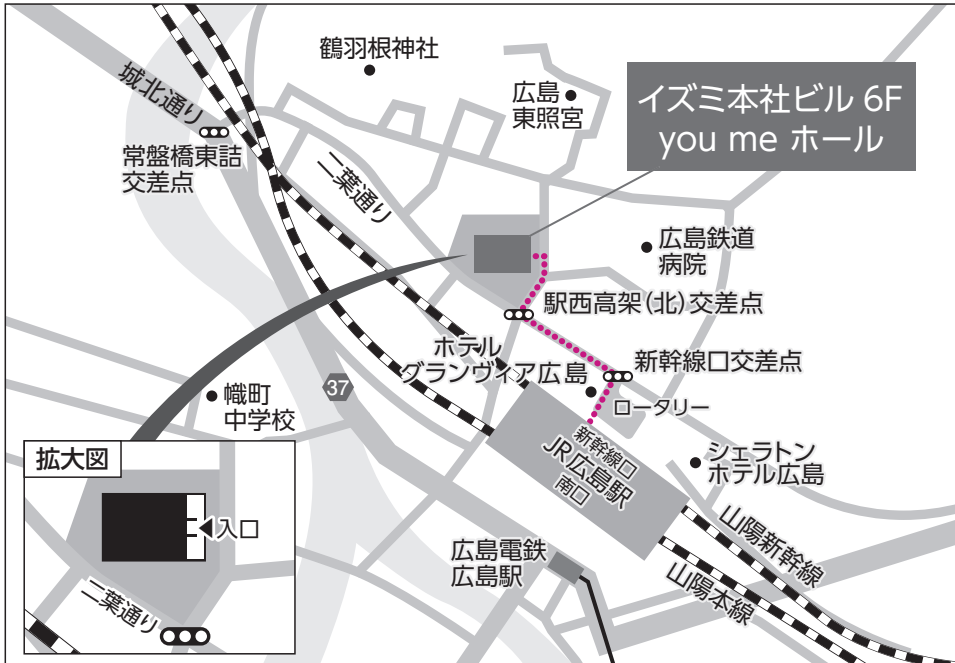 鶴羽根神社
城北通り
広島
東照宮
イズミ本社ビル 6F
you me ホール
常盤橋東詰
交差点
二葉通り
広島鉄道
病院
駅西高架(北)交差点
ホテル
グランヴィア広島
新幹線口交差点
37
幟町
中学校
ロータリー
新幹線口
JR広島駅
南口
シェラトン
ホテル広島
拡大図
入口
二葉通り
広島電鉄
広島駅
山陽新幹線
山陽本線